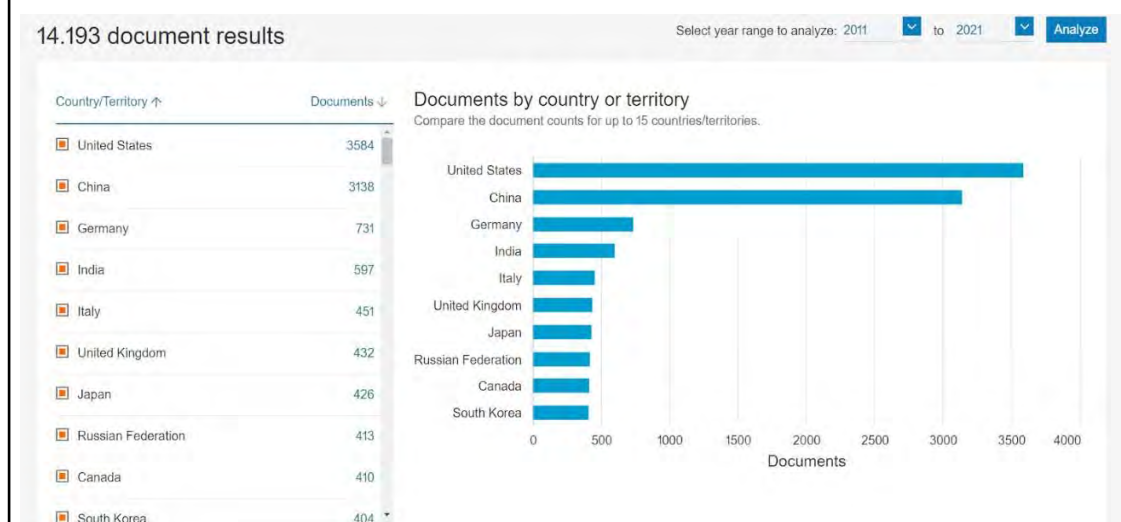 14.193 document results
Select year range to analyze: 2011 to 2021 Analyze
Country/Territory ↑ Documents ↓
United States 3584
China 3138
Germany 731
India 597
Italy 451
United Kingdom 432
Japan 426
Russian Federation 413
Canada 410
South Korea 404
Documents by country or territory
Compare the document counts for up to 15 countries/territories.
United States
China
Germany
India
Italy
United Kingdom
Japan
Russian Federation
Canada
South Korea
0 500 1000 1500 2000 2500 3000 3500 4000
Documents